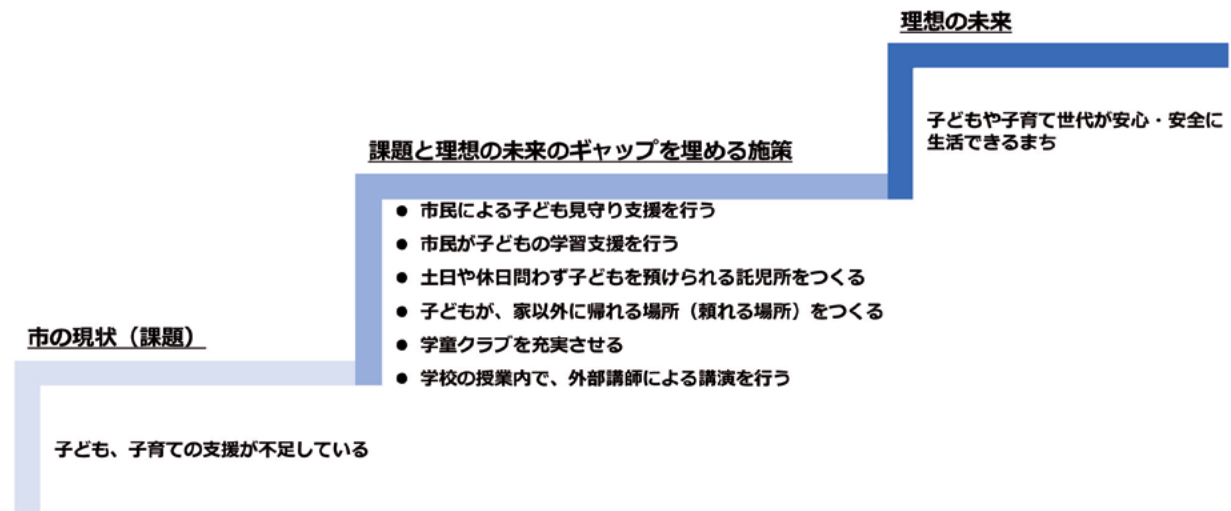 理想の未来
子どもや子育て世代が安心・安全に
生活できるまち
課題と理想の未来のギャップを埋める施策
● 市民による子ども見守り支援を行う
● 市民が子どもの学習支援を行う
● 土日や休日問わず子どもを預けられる託児所をつくる
● 子どもが、家以外に帰れる場所（頼れる場所）をつくる
● 学童クラブを充実させる
● 学校の授業内で、外部講師による講演を行う
市の現状（課題）
子ども、子育ての支援が不足している